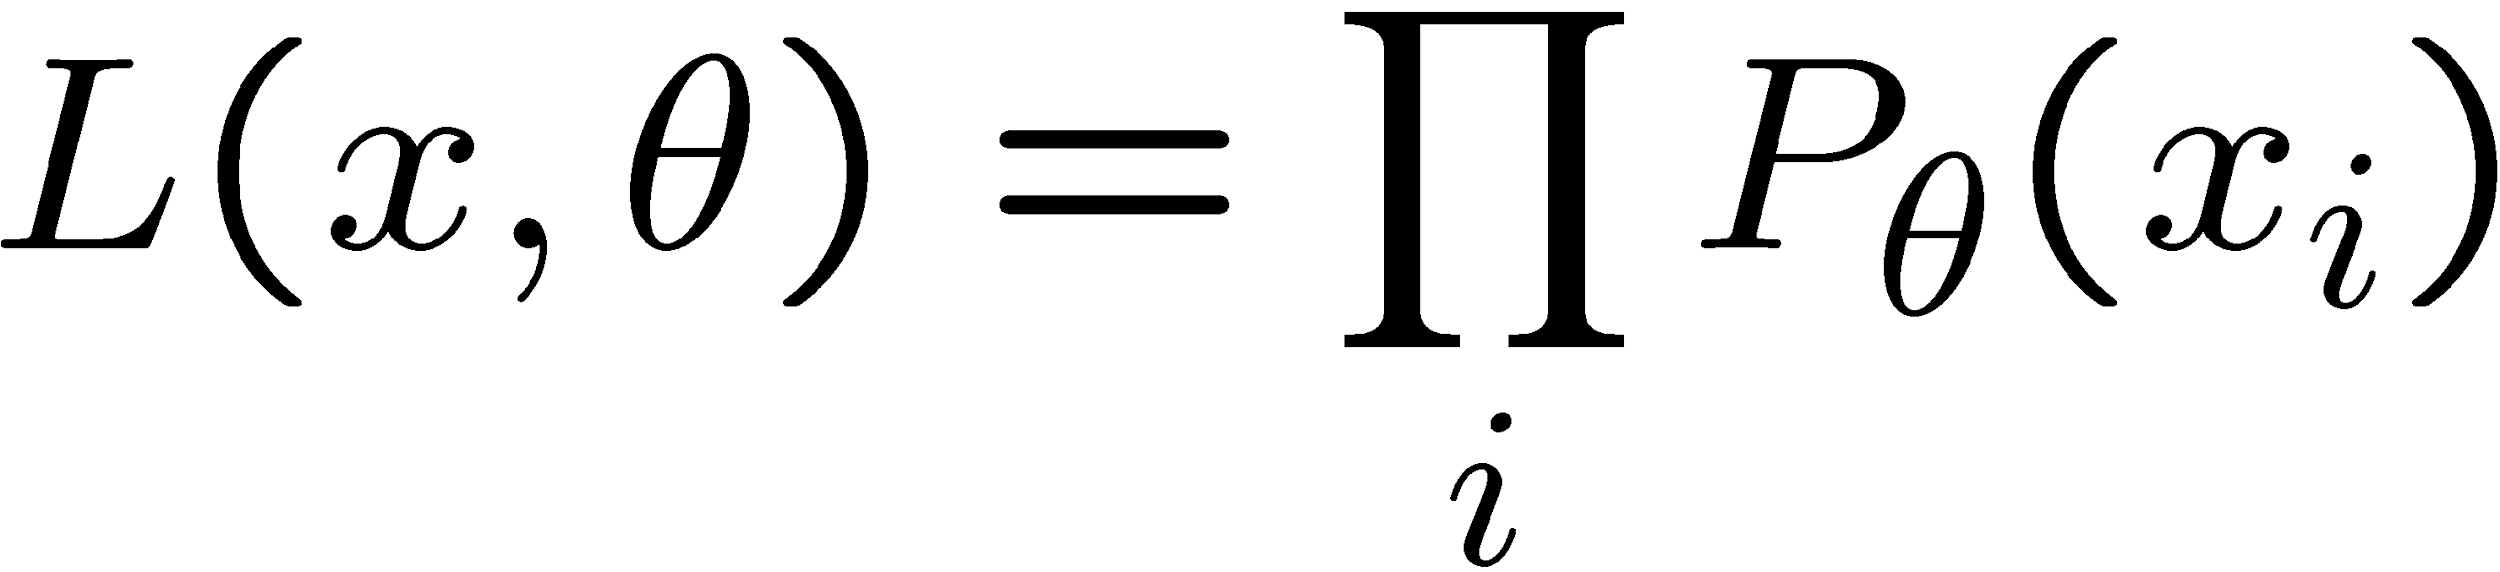 L(x, θ) = ∏_i P_θ(x_i)